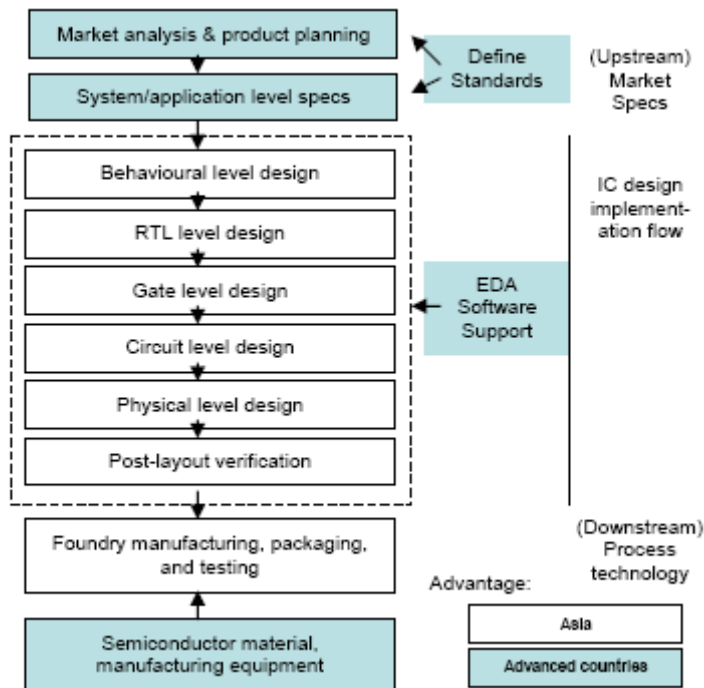 Market analysis & product planning
System/application level specs
Define
Standards
(Upstream)
Market
Specs
Behavioural level design
RTL level design
Gate level design
Circuit level design
Physical level design
Post-layout verification
EDA
Software
Support
IC design
implement-
ation flow
Foundry manufacturing, packaging,
and testing
Semiconductor material,
manufacturing equipment
(Downstream)
Process
technology
Advantage:
Asia
Advanced countries